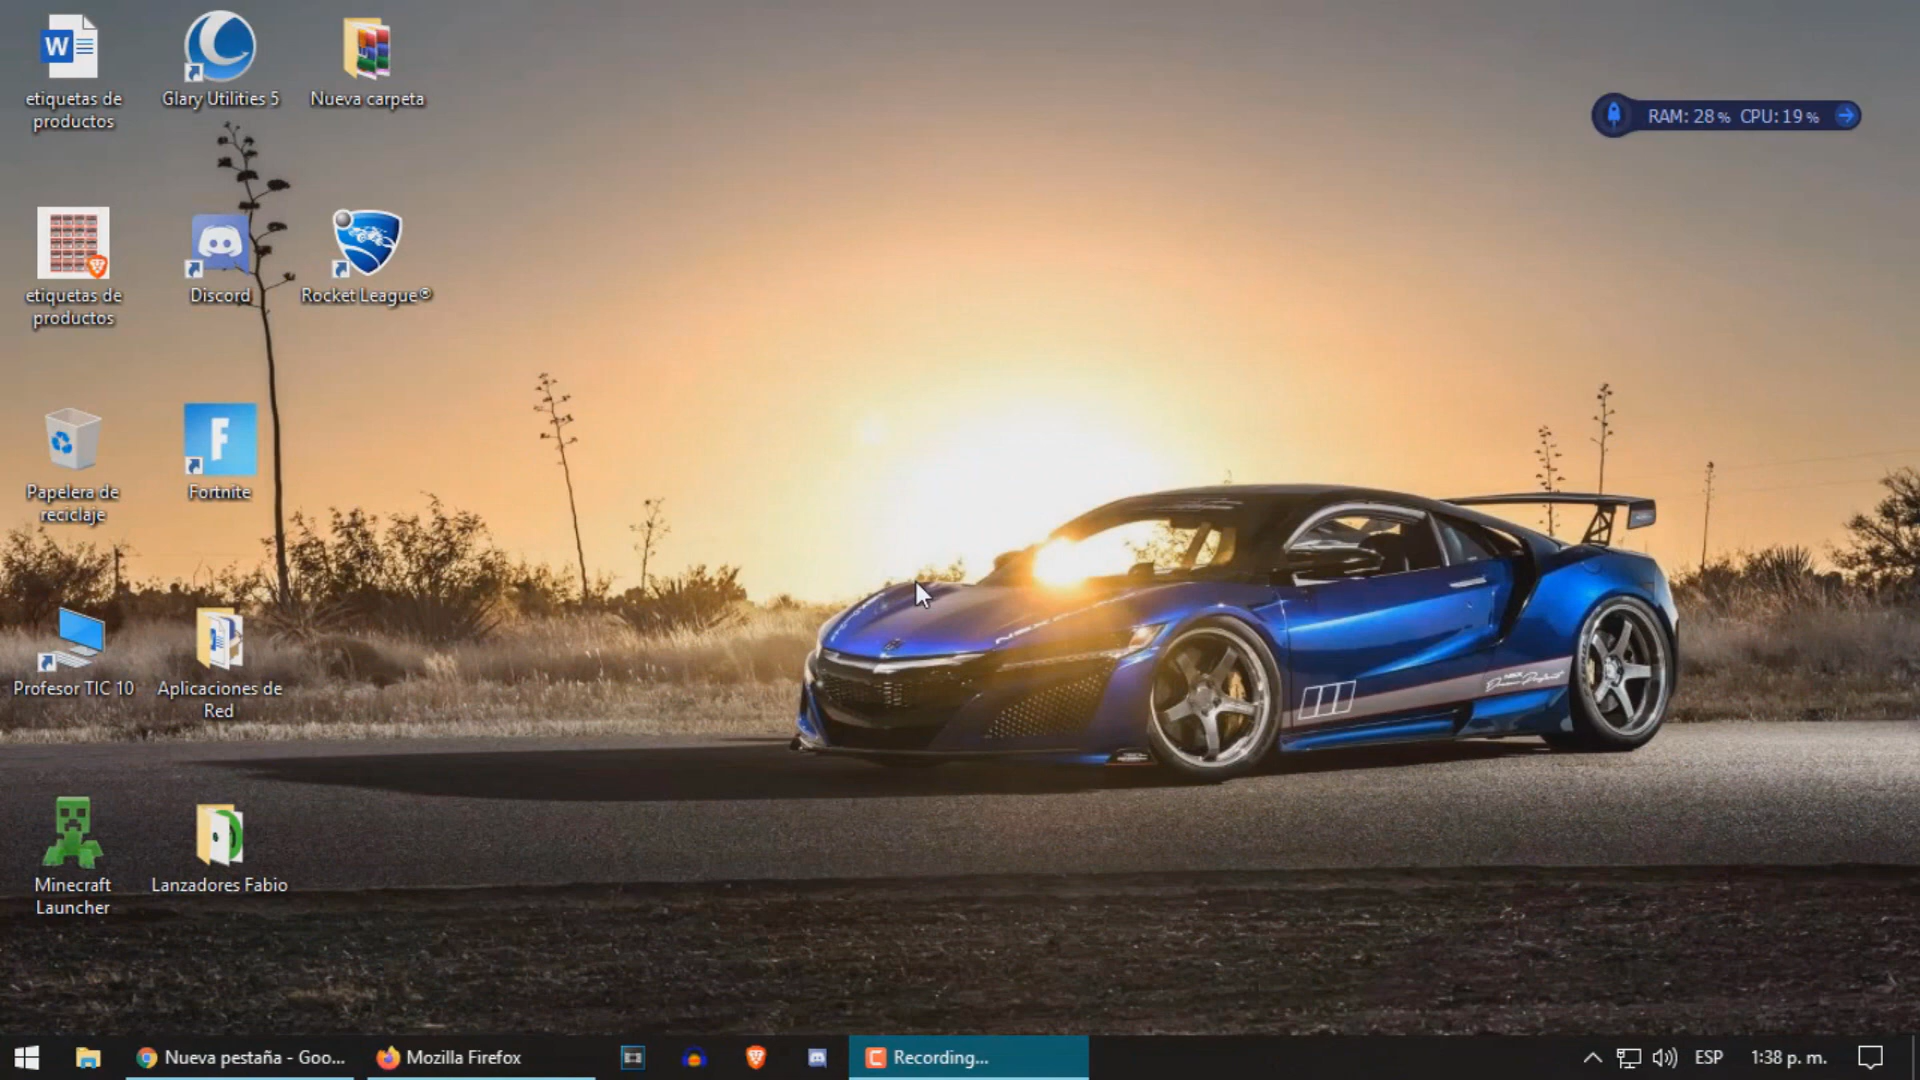 etiquetas de
productos
Glary Utilities 5
Nueva carpeta
RAM: 28 % CPU: 19 %
etiquetas de
productos
Discord
Rocket League®
Papelera de
reciclaje
Fortnite
Profesor TIC 10
Aplicaciones de
Red
Minecraft
Launcher
Lanzadores Fabio
Nueva pestaña - Goo...
Mozilla Firefox
Recording...
ESP
1:38 p. m.